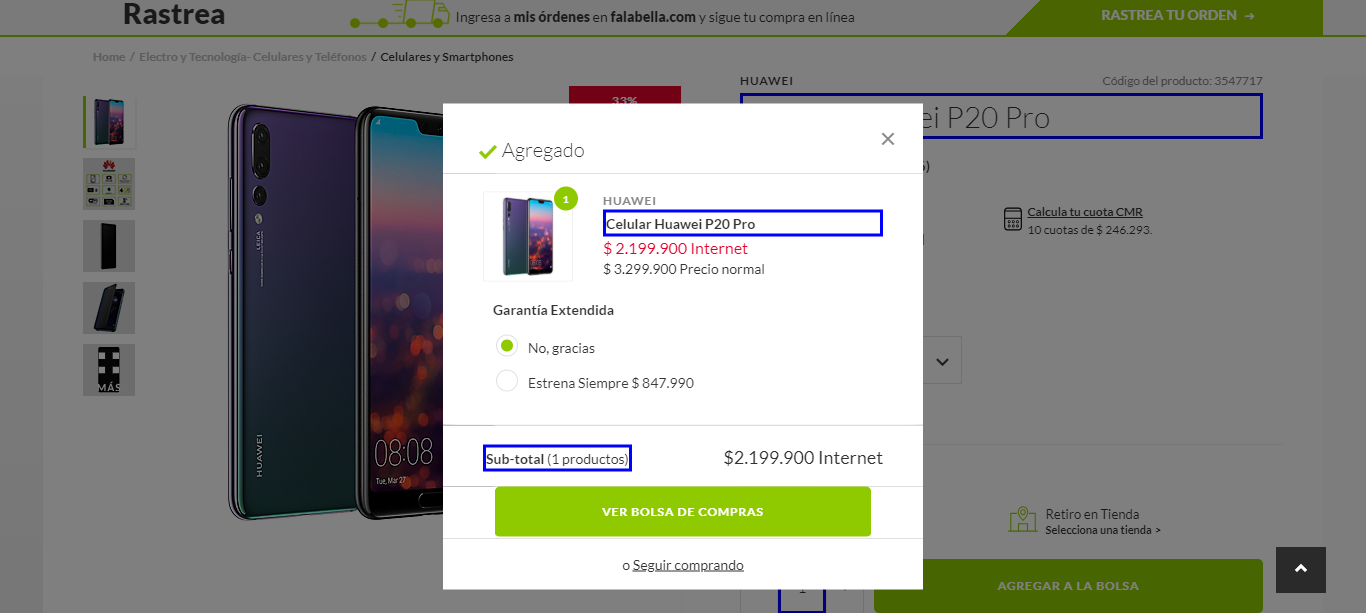 Rastrea
Ingresa a mis órdenes en falabella.com y sigue tu compra en línea
RASTREA TU ORDEN →
Home / Electro y Tecnología- Celulares y Teléfonos / Celulares y Smartphones
HUAWEI
Código del producto: 3547717
33%
ei P20 Pro
Calcula tu cuota CMR
10 cuotas de $ 246.293.
MÁS
LEICA
HUAWEI
08:08
Tue, Mar 27
Agregado
1
HUAWEI
Celular Huawei P20 Pro
$ 2.199.900 Internet
$ 3.299.900 Precio normal
Garantía Extendida
No, gracias
Estrena Siempre $ 847.990
Sub-total (1 productos)
$2.199.900 Internet
VER BOLSA DE COMPRAS
o Seguir comprando
Retiro en Tienda
Selecciona una tienda >
AGREGAR A LA BOLSA